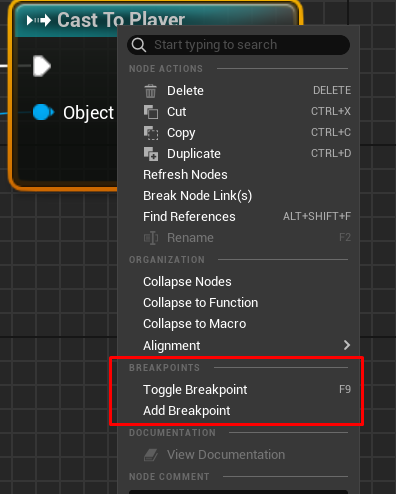 Cast To Player
Start typing to search
NODE ACTIONS
Delete DELETE
Object
Cut CTRL+X
Copy CTRL+C
Duplicate CTRL+D
Refresh Nodes
Break Node Link(s)
Find References ALT+SHIFT+F
Rename F2
ORGANIZATION
Collapse Nodes
Collapse to Function
Collapse to Macro
Alignment
BREAKPOINTS
Toggle Breakpoint F9
Add Breakpoint
DOCUMENTATION
View Documentation
NODE COMMENT